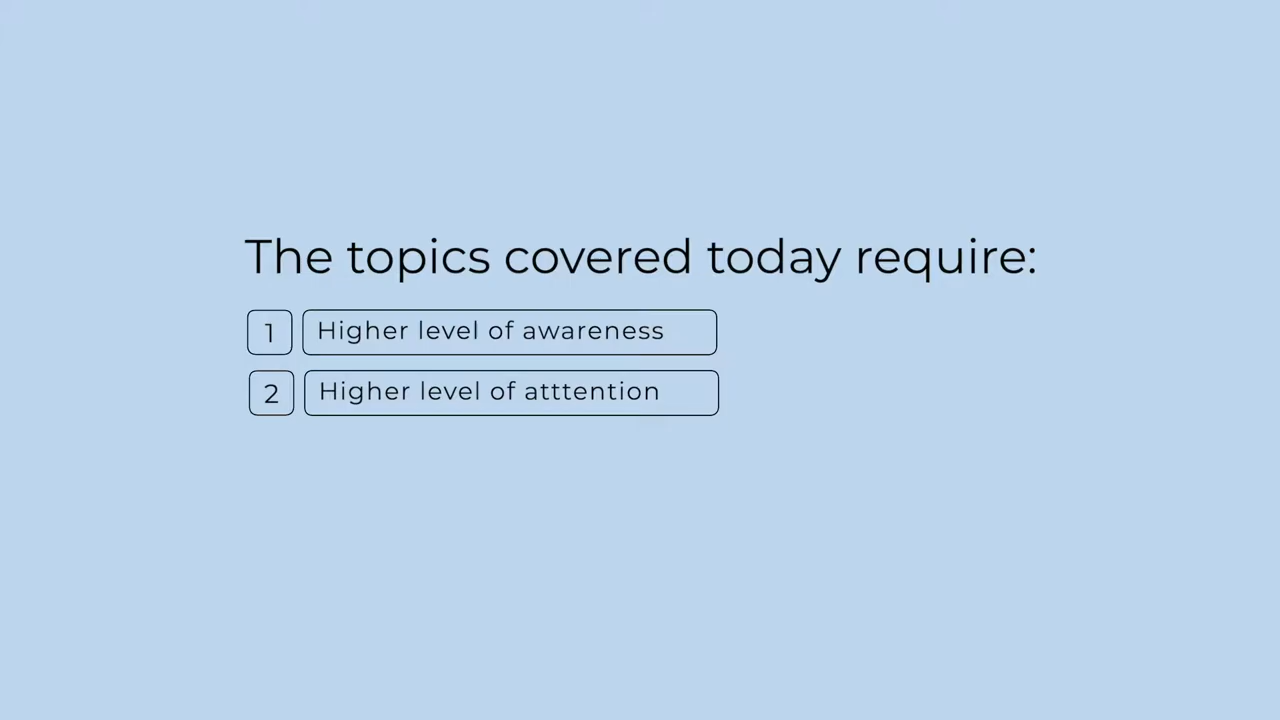 The topics covered today require:
1 Higher level of awareness
2 Higher level of atttention